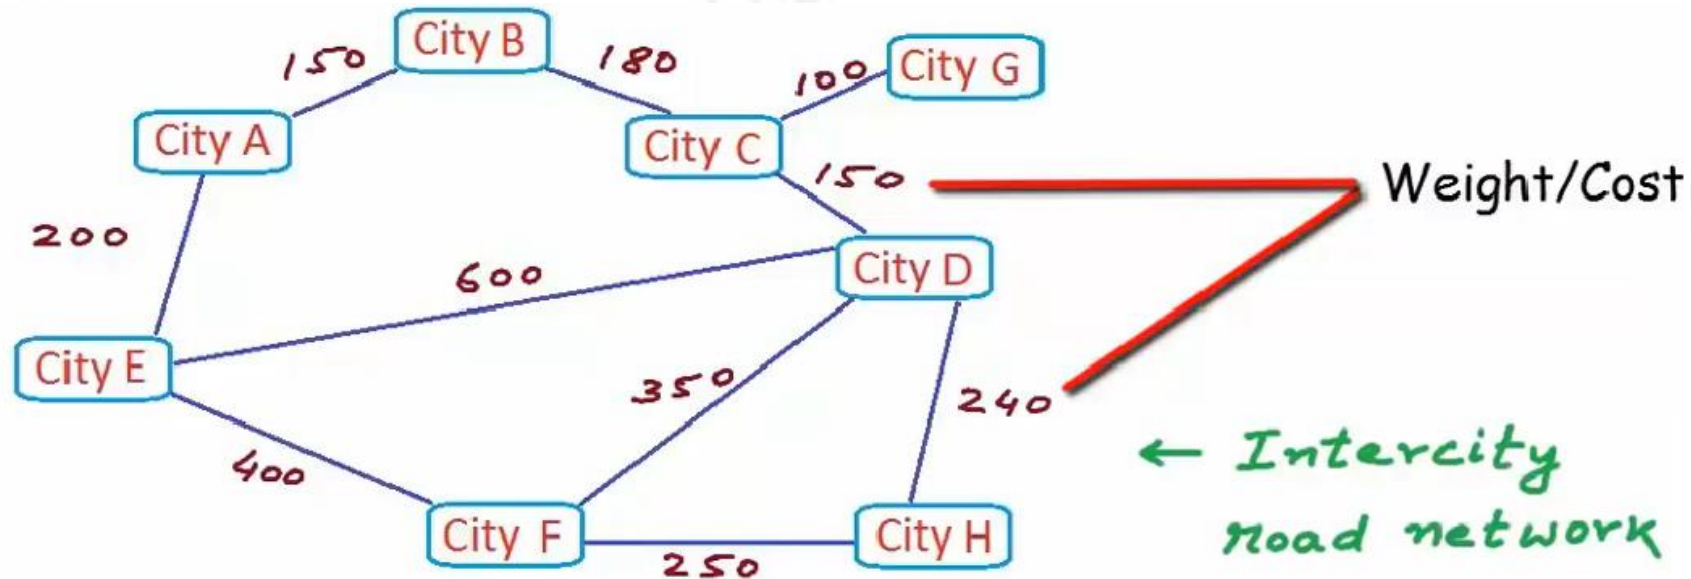 City B
150
180
City G
100
City A
City C
150
Weight/Cost
200
600
City D
City E
350
240
400
← Intercity
road network
City F
City H
250